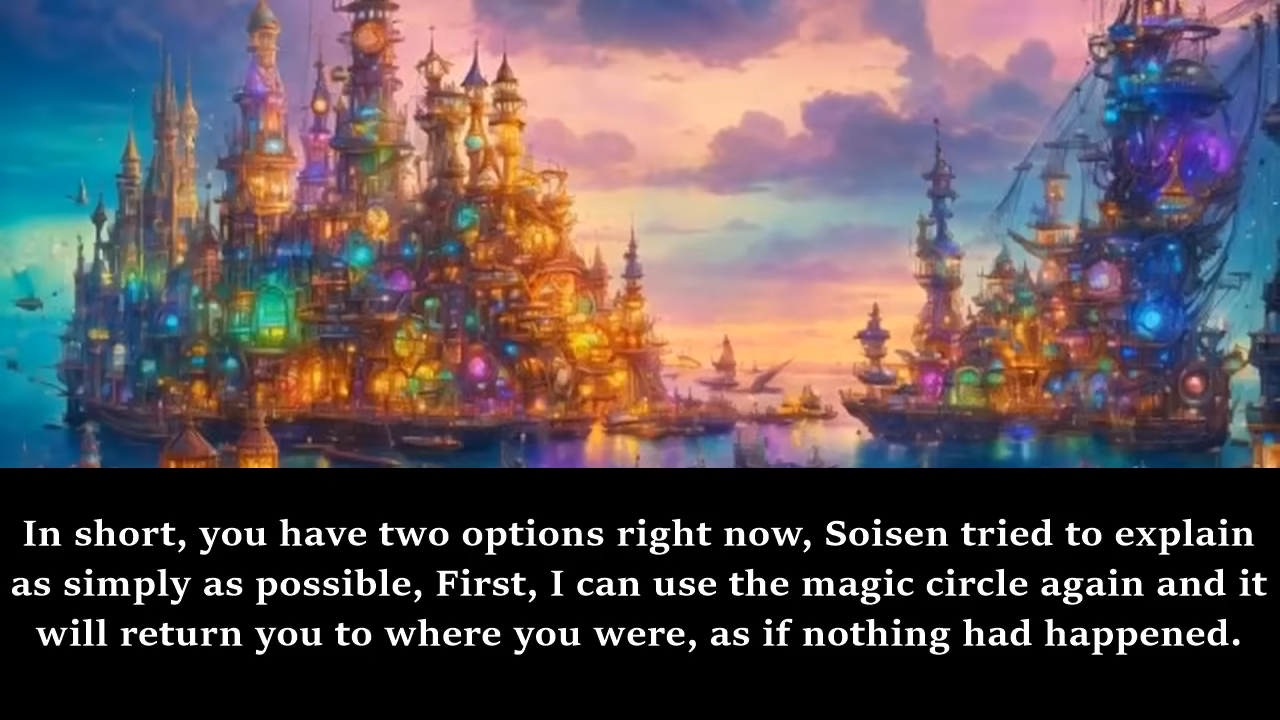 In short, you have two options right now, Soisen tried to explain
as simply as possible, First, I can use the magic circle again and it
will return you to where you were, as if nothing had happened.